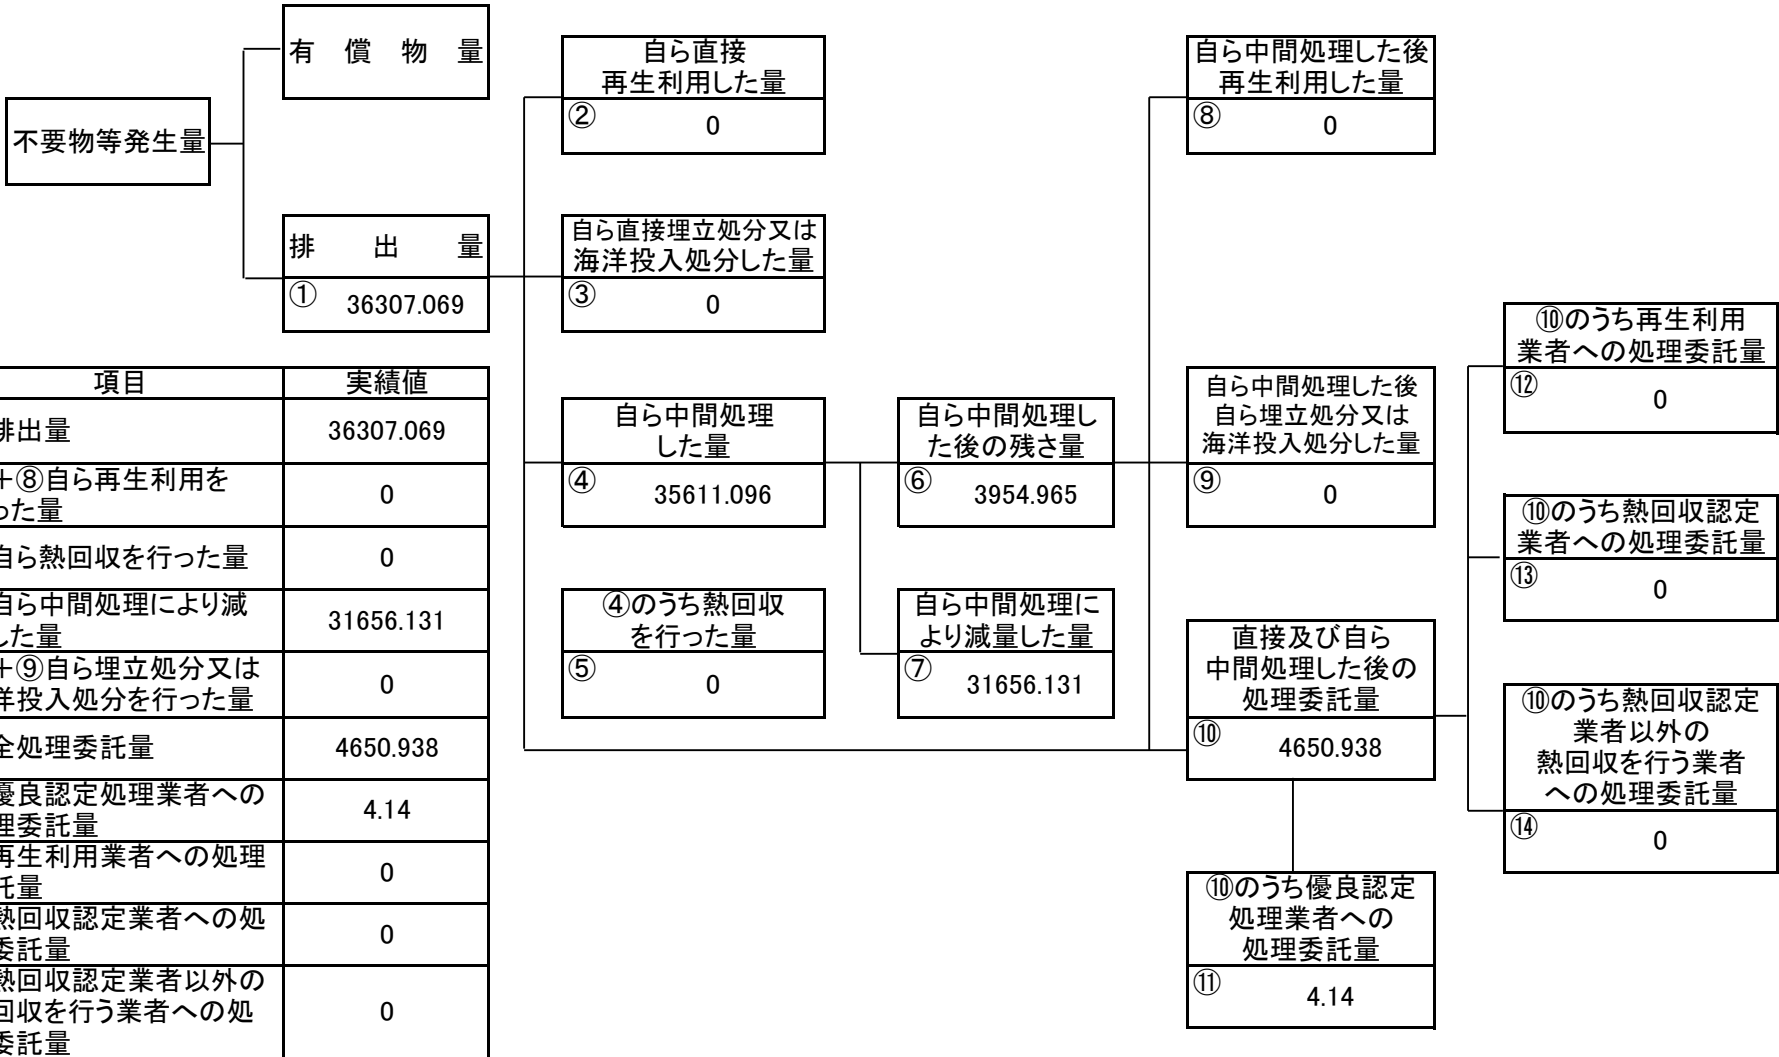 有償物量
不要物等発生量
排出量
① 36307.069
自ら直接
再生利用した量
② 0
自ら直接埋立処分又は
海洋投入処分した量
③ 0
自ら中間処理
した量
④ 35611.096
④のうち熱回収
を行った量
⑤ 0
自ら中間処理し
た後の残さ量
⑥ 3954.965
自ら中間処理に
より減量した量
⑦ 31656.131
自ら中間処理した後
再生利用した量
⑧ 0
自ら中間処理した後
自ら埋立処分又は
海洋投入処分した量
⑨ 0
直接及び自ら
中間処理した後の
処理委託量
⑩ 4650.938
⑩のうち優良認定
処理業者への
処理委託量
⑪ 4.14
⑩のうち再生利用
業者への処理委託量
⑫ 0
⑩のうち熱回収認定
業者への処理委託量
⑬ 0
⑩のうち熱回収認定
業者以外の
熱回収を行う業者
への処理委託量
⑭ 0
項目 実績値
排出量 36307.069
+⑧自ら再生利用を
った量 0
自ら熱回収を行った量 0
自ら中間処理により減
した量 31656.131
+⑨自ら埋立処分又は
洋投入処分を行った量 0
全処理委託量 4650.938
優良認定処理業者への
理委託量 4.14
再生利用業者への処理
託量 0
熱回収認定業者への処
委託量 0
熱回収認定業者以外の
回収を行う業者への処
委託量 0